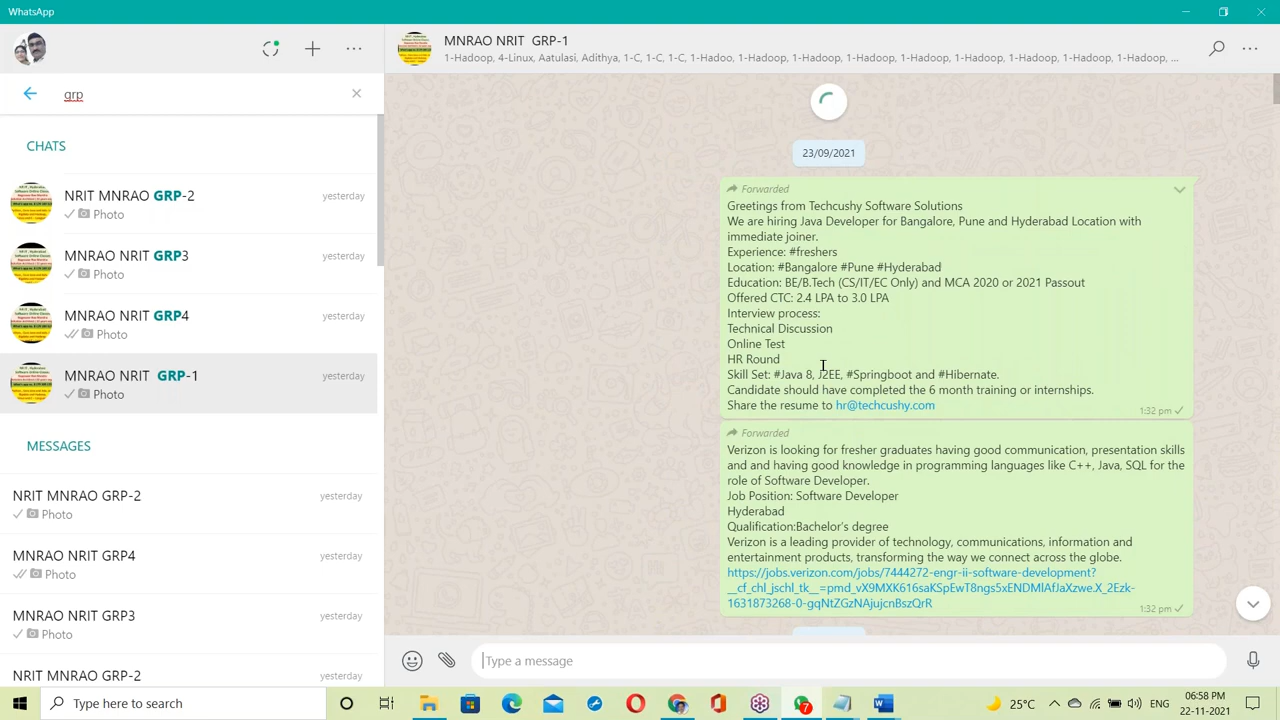 WhatsApp
grp
CHATS
NRIT MNRAO GRP-2
yesterday
Photo
MNRAO NRIT GRP3
yesterday
Photo
MNRAO NRIT GRP4
yesterday
Photo
MNRAO NRIT GRP-1
yesterday
Photo
MESSAGES
NRIT MNRAO GRP-2
yesterday
Photo
MNRAO NRIT GRP4
yesterday
Photo
MNRAO NRIT GRP3
yesterday
Photo
NRIT MNRAO GRP-2
yesterday
MNRAO NRIT GRP-1
1-Hadoop, 4-Linux, Aatulasi, Adithya, 1-C, 1-C, 1-C, 1-Hadoo, 1-Hadoop, 1-Hadoop, 1-Hadoop, 1-Hadoop, 1-Hadoop, 1-Hadoop, 1-Hadoop, ...
23/09/2021
Forwarded
Greetings from Techcushy Software Solutions
We are hiring Java Developer for Bangalore, Pune and Hyderabad Location with
immediate joiner.
Experience: #freshers
Location: #Bangalore #Pune #Hyderabad
Education: BE/B.Tech (CS/IT/EC Only) and MCA 2020 or 2021 Passout
Offered CTC: 2.4 LPA to 3.0 LPA
Interview process:
Technical Discussion
Online Test
HR Round
Skill Set: #Java 8, J2EE, #Springboot and #Hibernate.
Candidate should have completed the 6 month training or internships.
Share the resume to hr@techcushy.com
1:32 pm
Forwarded
Verizon is looking for fresher graduates having good communication, presentation skills
and and having good knowledge in programming languages like C++, Java, SQL for the
role of Software Developer.
Job Position: Software Developer
Hyderabad
Qualification:Bachelor's degree
Verizon is a leading provider of technology, communications, information and
entertainment products, transforming the way we connect across the globe.
https://jobs.verizon.com/jobs/7444272-engr-ii-software-development?
__cf_chl_jschl_tk__=pmd_vX9MXK616saKSpEwT8ngs5xENDMlAfJaXzwe.X_2Ezk-
1631873268-0-gqNtZGzNAjujcnBszQrR
1:32 pm
Type a message
Type here to search
7
25°C
ENG
06:58 PM
22-11-2021